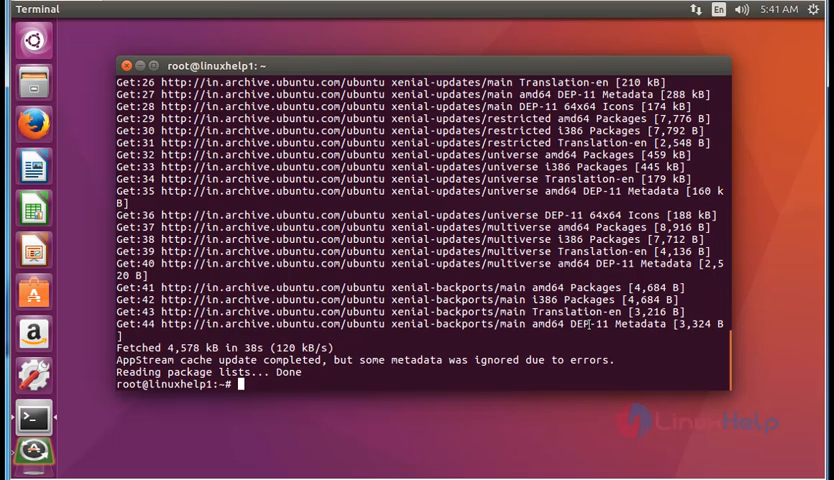 Terminal
En
5:41 AM
root@linuxhelp1: ~
Get:26 http://in.archive.ubuntu.com/ubuntu xenial-updates/main Translation-en [210 kB]
Get:27 http://in.archive.ubuntu.com/ubuntu xenial-updates/main amd64 DEP-11 Metadata [288 kB]
Get:28 http://in.archive.ubuntu.com/ubuntu xenial-updates/main DEP-11 64x64 Icons [174 kB]
Get:29 http://in.archive.ubuntu.com/ubuntu xenial-updates/restricted amd64 Packages [7,776 B]
Get:30 http://in.archive.ubuntu.com/ubuntu xenial-updates/restricted i386 Packages [7,792 B]
Get:31 http://in.archive.ubuntu.com/ubuntu xenial-updates/restricted Translation-en [2,548 B]
Get:32 http://in.archive.ubuntu.com/ubuntu xenial-updates/universe amd64 Packages [459 kB]
Get:33 http://in.archive.ubuntu.com/ubuntu xenial-updates/universe i386 Packages [445 kB]
Get:34 http://in.archive.ubuntu.com/ubuntu xenial-updates/universe Translation-en [179 kB]
Get:35 http://in.archive.ubuntu.com/ubuntu xenial-updates/universe amd64 DEP-11 Metadata [160 k
B]
Get:36 http://in.archive.ubuntu.com/ubuntu xenial-updates/universe DEP-11 64x64 Icons [188 kB]
Get:37 http://in.archive.ubuntu.com/ubuntu xenial-updates/multiverse amd64 Packages [8,916 B]
Get:38 http://in.archive.ubuntu.com/ubuntu xenial-updates/multiverse i386 Packages [7,712 B]
Get:39 http://in.archive.ubuntu.com/ubuntu xenial-updates/multiverse Translation-en [4,136 B]
Get:40 http://in.archive.ubuntu.com/ubuntu xenial-updates/multiverse amd64 DEP-11 Metadata [2,5
20 B]
Get:41 http://in.archive.ubuntu.com/ubuntu xenial-backports/main amd64 Packages [4,684 B]
Get:42 http://in.archive.ubuntu.com/ubuntu xenial-backports/main i386 Packages [4,684 B]
Get:43 http://in.archive.ubuntu.com/ubuntu xenial-backports/main Translation-en [3,216 B]
Get:44 http://in.archive.ubuntu.com/ubuntu xenial-backports/main amd64 DEP-11 Metadata [3,324 B
]
Fetched 4,578 kB in 38s (120 kB/s)
AppStream cache update completed, but some metadata was ignored due to errors.
Reading package lists... Done
root@linuxhelp1:~#
LinuxHelp